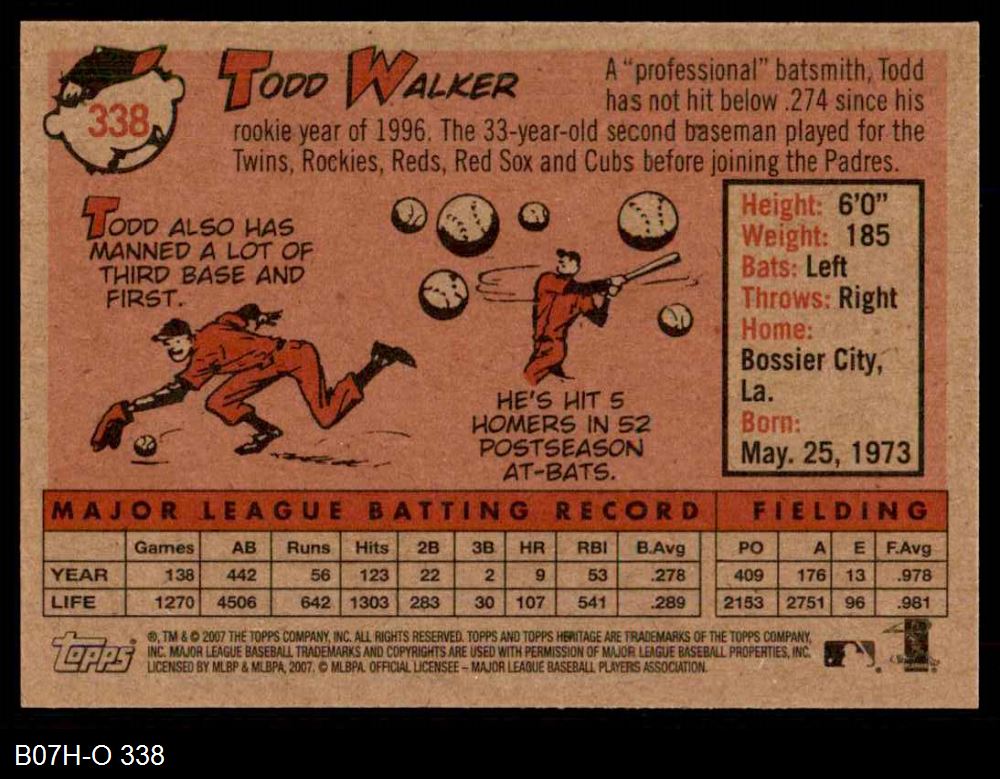 338
TODD WALKER
A "professional" batsmith, Todd
has not hit below .274 since his
rookie year of 1996. The 33-year-old second baseman played for the
Twins, Rockies, Reds, Red Sox and Cubs before joining the Padres.
TODD ALSO HAS
MANNED A LOT OF
THIRD BASE AND
FIRST.
HE'S HIT 5
HOMERS IN 52
POSTSEASON
AT-BATS.
Height: 6'0"
Weight: 185
Bats: Left
Throws: Right
Home:
Bossier City,
La.
Born:
May. 25, 1973
MAJOR LEAGUE BATTING RECORD FIELDING
Games AB Runs Hits 2B 3B HR RBI B.Avg PO A E F.Avg
YEAR 138 442 56 123 22 2 9 53 .278 409 176 13 .978
LIFE 1270 4506 642 1303 283 30 107 541 .289 2153 2751 96 .981
TOPPS
®, TM & © 2007 THE TOPPS COMPANY, INC. ALL RIGHTS RESERVED. TOPPS AND TOPPS HERITAGE ARE TRADEMARKS OF THE TOPPS COMPANY,
INC. MAJOR LEAGUE BASEBALL TRADEMARKS AND COPYRIGHTS ARE USED WITH PERMISSION OF MAJOR LEAGUE BASEBALL PROPERTIES, INC.
LICENSED BY MLBP & MLBPA, 2007. © MLBPA. OFFICIAL LICENSEE – MAJOR LEAGUE BASEBALL PLAYERS ASSOCIATION.
B07H-O 338